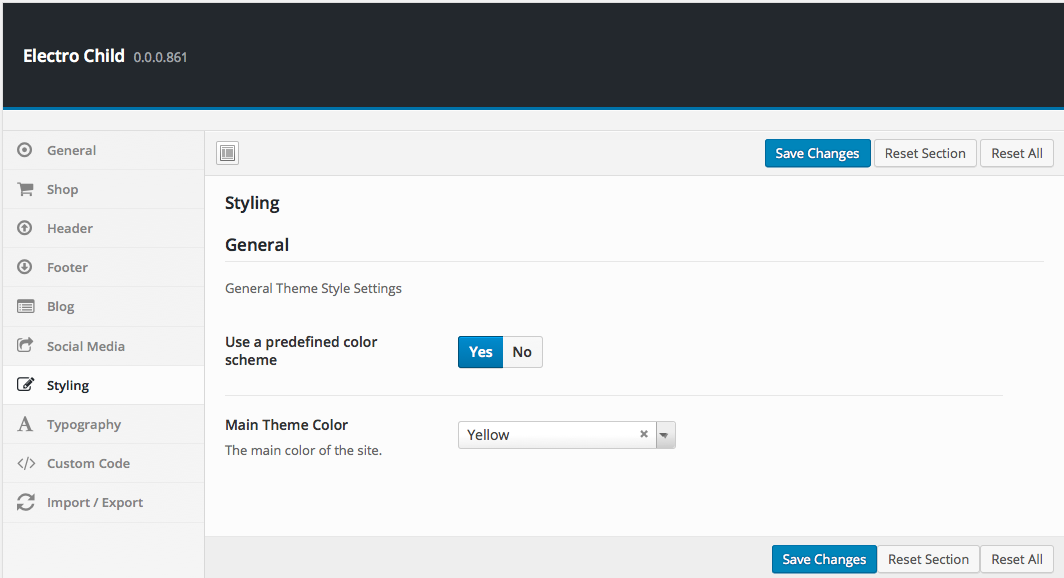 Electro Child 0.0.0.861
General
Shop
Header
Footer
Blog
Social Media
Styling
Typography
Custom Code
Import / Export
Save Changes Reset Section Reset All
Styling
General
General Theme Style Settings
Use a predefined color
scheme
Yes No
Main Theme Color
The main color of the site.
Yellow
Save Changes Reset Section Reset All